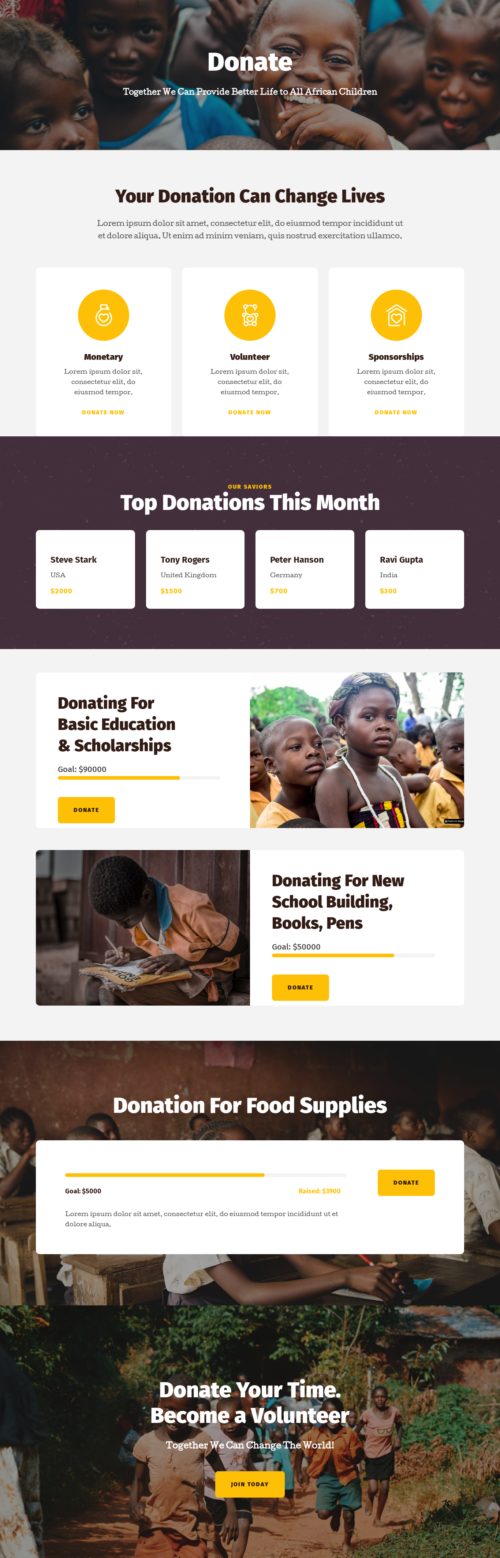 Donate
Together We Can Provide Better Life to All African Children
Your Donation Can Change Lives
Lorem ipsum dolor sit amet, consectetur elit, do eiusmod tempor incididunt ut
et dolore aliqua. Ut enim ad minim veniam, quis nostrud exercitation ullamco.
Monetary
Lorem ipsum dolor sit,
consectetur elit, do
eiusmod tempor.
DONATE NOW
Volunteer
Lorem ipsum dolor sit,
consectetur elit, do
eiusmod tempor.
DONATE NOW
Sponsorships
Lorem ipsum dolor sit,
consectetur elit, do
eiusmod tempor.
DONATE NOW
OUR SAVIORS
Top Donations This Month
Steve Stark
USA
$2000
Tony Rogers
United Kingdom
$1500
Peter Hanson
Germany
$700
Ravi Gupta
India
$300
Donating For
Basic Education
& Scholarships
Goal: $90000
DONATE
Donating For New
School Building,
Books, Pens
Goal: $50000
DONATE
Donation For Food Supplies
Goal: $5000
Raised: $3900
DONATE
Lorem ipsum dolor sit amet, consectetur elit, do eiusmod tempor incididunt ut et
dolore aliqua.
Donate Your Time.
Become a Volunteer
Together We Can Change The World!
JOIN TODAY